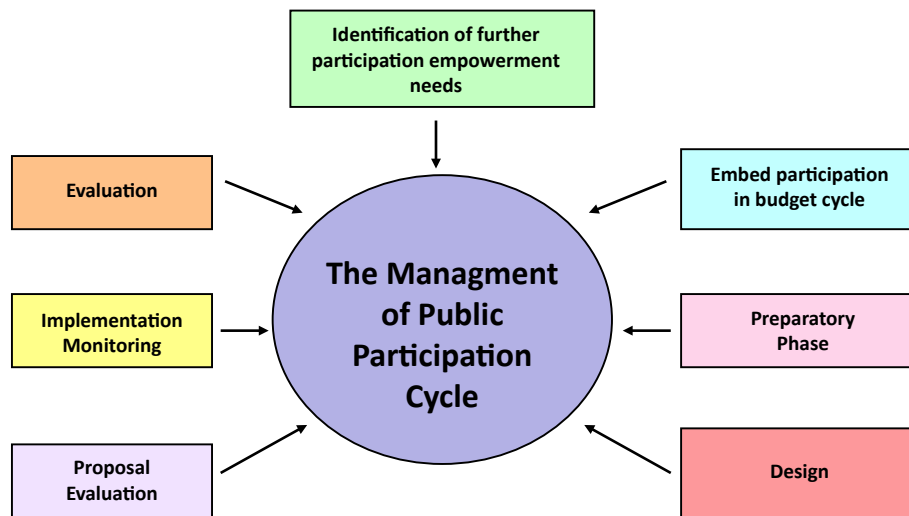 Identification of further
participation empowerment
needs
Evaluation
Embed participation
in budget cycle
The Managment
of Public
Participation
Cycle
Implementation
Monitoring
Preparatory
Phase
Proposal
Evaluation
Design